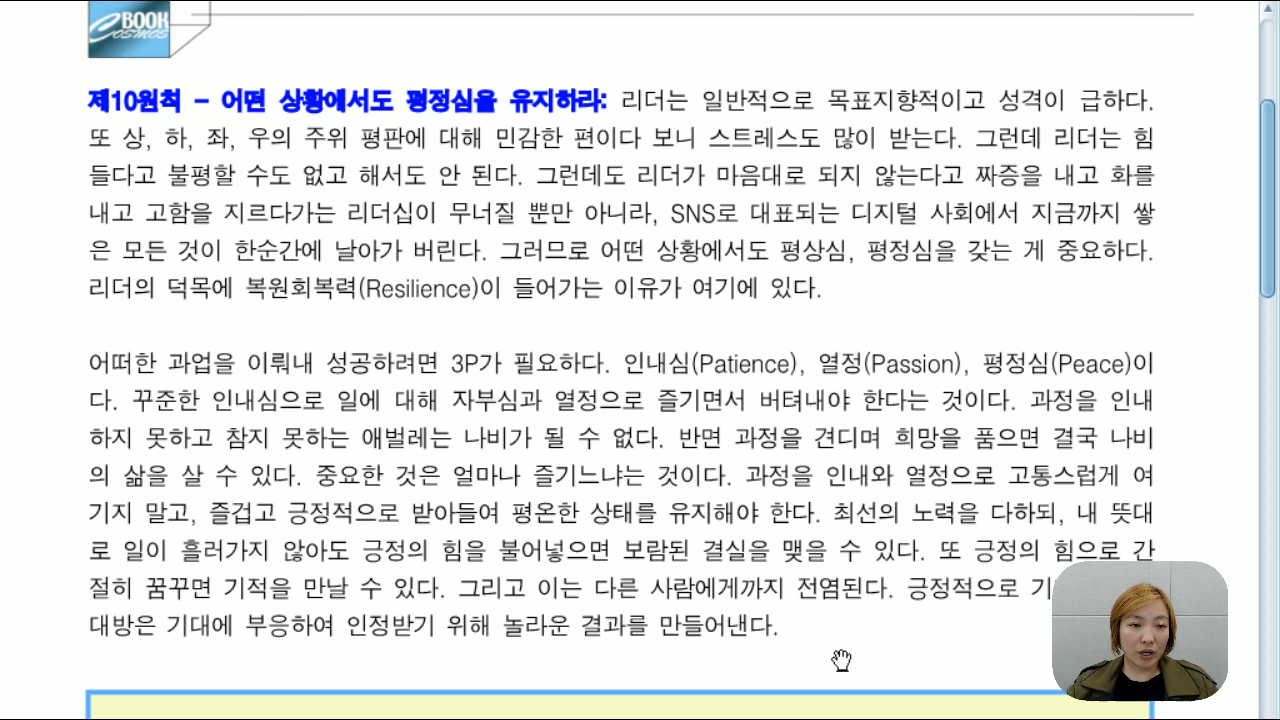 BOOK
COSMOS
제10원칙 - 어떤 상황에서도 평정심을 유지하라: 리더는 일반적으로 목표지향적이고 성격이 급하다.
또 상, 하, 좌, 우의 주위 평판에 대해 민감한 편이다 보니 스트레스도 많이 받는다. 그런데 리더는 힘
들다고 불평할 수도 없고 해서도 안 된다. 그런데도 리더가 마음대로 되지 않는다고 짜증을 내고 화를
내고 고함을 지르다가는 리더십이 무너질 뿐만 아니라, SNS로 대표되는 디지털 사회에서 지금까지 쌓
은 모든 것이 한순간에 날아가 버린다. 그러므로 어떤 상황에서도 평상심, 평정심을 갖는 게 중요하다.
리더의 덕목에 복원회복력(Resilience)이 들어가는 이유가 여기에 있다.
어떠한 과업을 이뤄내 성공하려면 3P가 필요하다. 인내심(Patience), 열정(Passion), 평정심(Peace)이
다. 꾸준한 인내심으로 일에 대해 자부심과 열정으로 즐기면서 버텨내야 한다는 것이다. 과정을 인내
하지 못하고 참지 못하는 애벌레는 나비가 될 수 없다. 반면 과정을 견디며 희망을 품으면 결국 나비
의 삶을 살 수 있다. 중요한 것은 얼마나 즐기느냐는 것이다. 과정을 인내와 열정으로 고통스럽게 여
기지 말고, 즐겁고 긍정적으로 받아들여 평온한 상태를 유지해야 한다. 최선의 노력을 다하되, 내 뜻대
로 일이 흘러가지 않아도 긍정의 힘을 불어넣으면 보람된 결실을 맺을 수 있다. 또 긍정의 힘으로 간
절히 꿈꾸면 기적을 만날 수 있다. 그리고 이는 다른 사람에게까지 전염된다. 긍정적으로 기
대방은 기대에 부응하여 인정받기 위해 놀라운 결과를 만들어낸다.